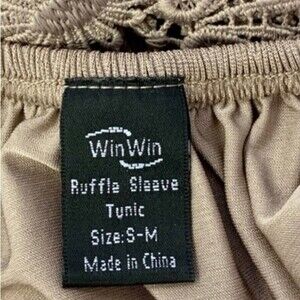 WinWin
Ruffle Sleeve
Tunic
Size:S-M
Made in China